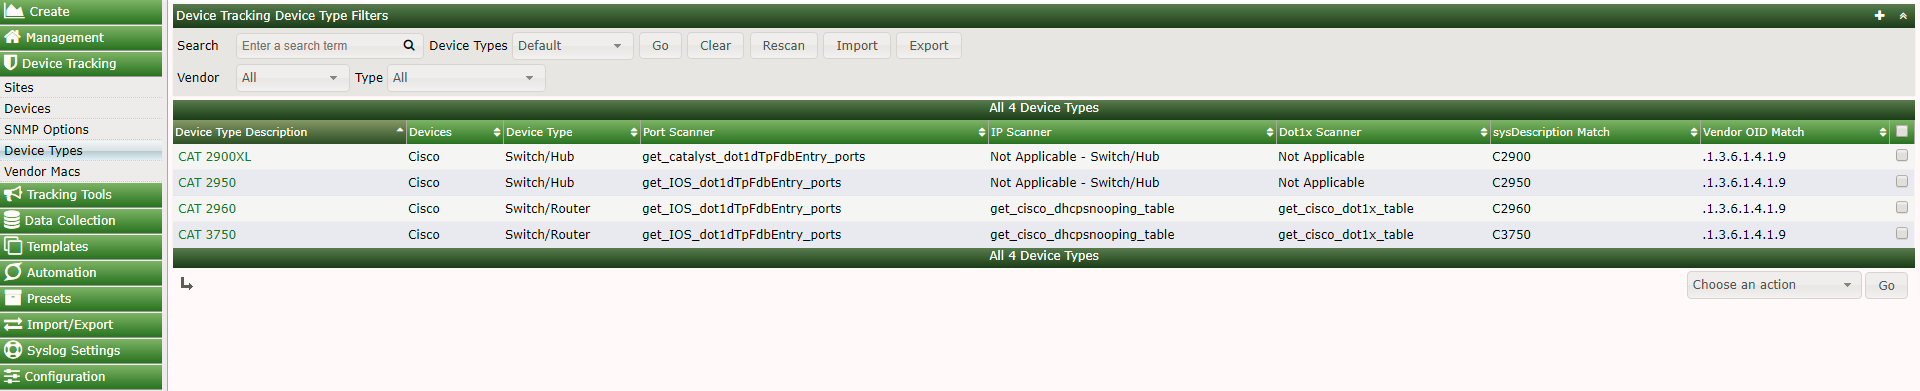 Create
Management
Device Tracking
Sites
Devices
SNMP Options
Device Types
Vendor Macs
Tracking Tools
Data Collection
Templates
Automation
Presets
Import/Export
Syslog Settings
Configuration
Device Tracking Device Type Filters
Search Enter a search term Device Types Default Go Clear Rescan Import Export
Vendor All Type All
All 4 Device Types
Device Type Description Devices Device Type Port Scanner IP Scanner Dot1x Scanner sysDescription Match Vendor OID Match
CAT 2900XL Cisco Switch/Hub get_catalyst_dot1dTpFdbEntry_ports Not Applicable - Switch/Hub Not Applicable C2900 .1.3.6.1.4.1.9
CAT 2950 Cisco Switch/Hub get_IOS_dot1dTpFdbEntry_ports Not Applicable - Switch/Hub Not Applicable C2950 .1.3.6.1.4.1.9
CAT 2960 Cisco Switch/Router get_IOS_dot1dTpFdbEntry_ports get_cisco_dhcpsnooping_table get_cisco_dot1x_table C2960 .1.3.6.1.4.1.9
CAT 3750 Cisco Switch/Router get_IOS_dot1dTpFdbEntry_ports get_cisco_dhcpsnooping_table get_cisco_dot1x_table C3750 .1.3.6.1.4.1.9
All 4 Device Types
Choose an action Go